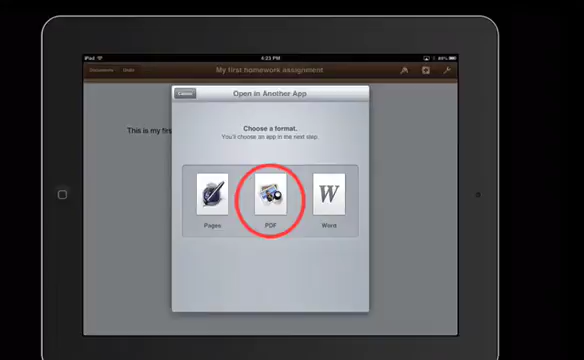 iPad
4:23 PM
Documents
Undo
My first homework assignment
Cancel
Open in Another App
Choose a format.
You'll choose an app in the next step.
This is my firs
W
Pages
PDF
Word